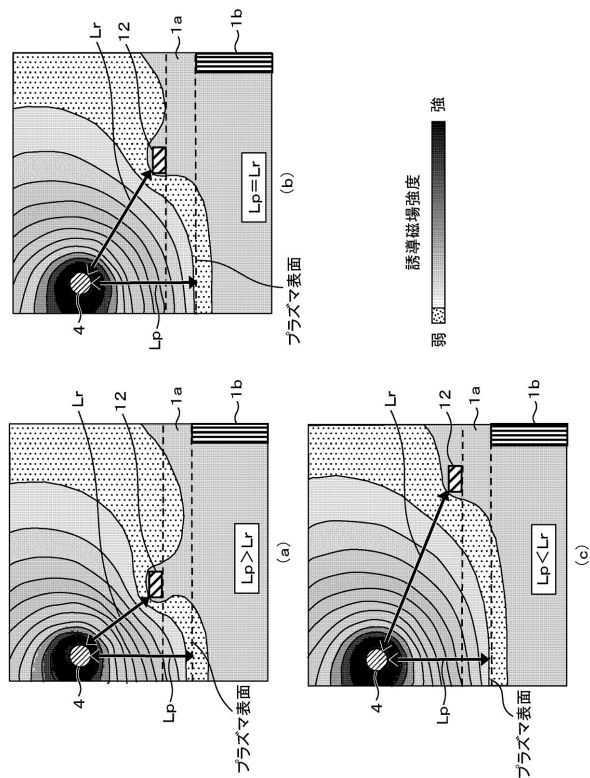 4
Lp
Lr
12
1a
1b
プラズマ表面
Lp>Lr
(a)
4
Lp
Lr
12
1a
1b
プラズマ表面
Lp=Lr
(b)
4
Lp
Lr
12
1a
1b
プラズマ表面
Lp<Lr
(c)
誘導磁場強度
弱
強